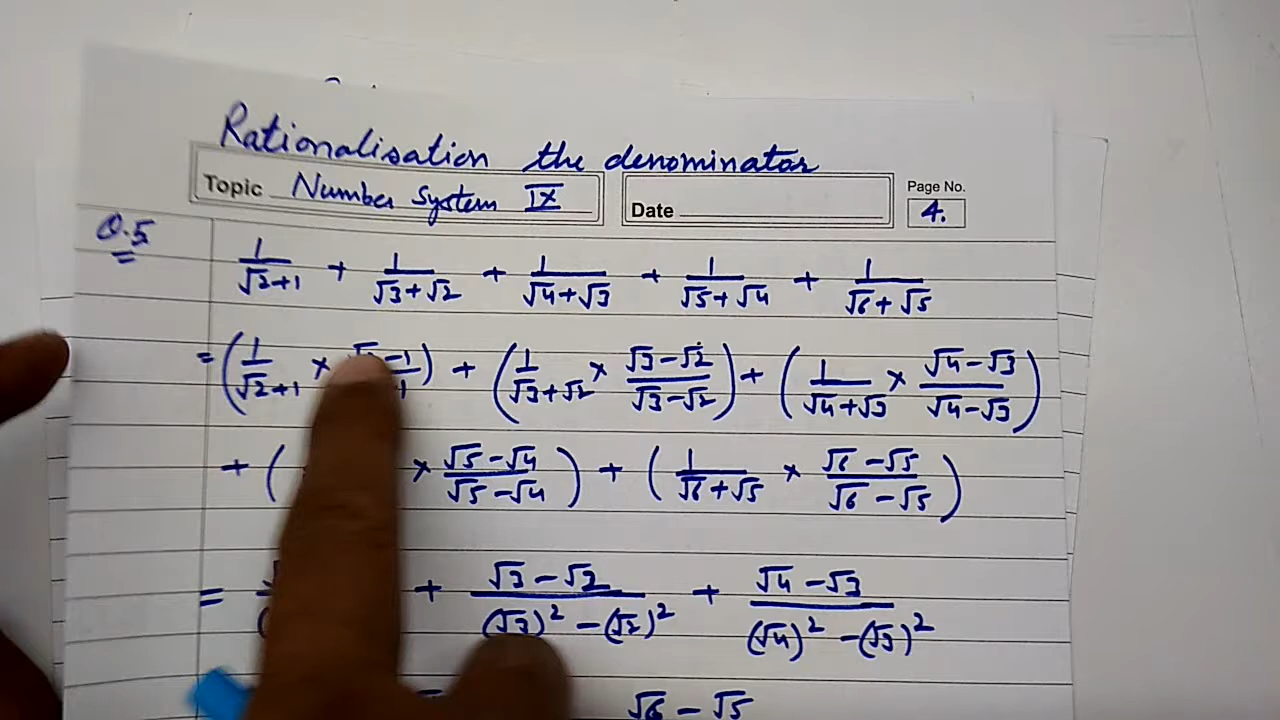 Rationalisation the denominator
Topic Number System IX Date Page No. 4.
Q.5 1/(√2+1) + 1/(√3+√2) + 1/(√4+√3) + 1/(√5+√4) + 1/(√6+√5)
= (1/(√2+1) × -1) + (1/(√3+√2) × (√3-√2)/(√3-√2)) + (1/(√4+√3) × (√4-√3)/(√4-√3))
+ ( × (√5-√4)/(√5-√4)) + (1/(√6+√5) × (√6-√5)/(√6-√5))
= + (√3-√2)/((√3)²-(√2)²) + (√4-√3)/((√4)²-(√3)²)
√6-√5